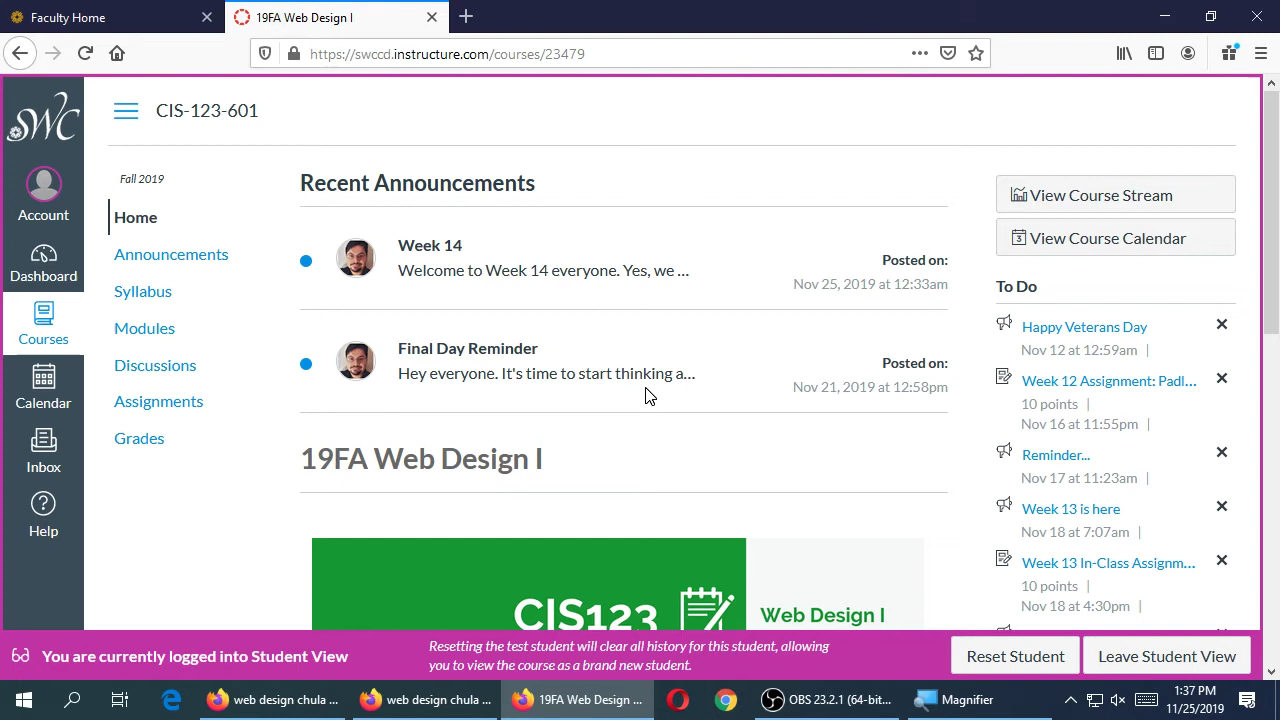 Faculty Home
19FA Web Design I
https://swccd.instructure.com/courses/23479
SWC
CIS-123-601
Account
Dashboard
Courses
Calendar
Inbox
Help
Fall 2019
Home
Announcements
Syllabus
Modules
Discussions
Assignments
Grades
Recent Announcements
Week 14
Welcome to Week 14 everyone. Yes, we ...
Posted on:
Nov 25, 2019 at 12:33am
Final Day Reminder
Hey everyone. It's time to start thinking a...
Posted on:
Nov 21, 2019 at 12:58pm
19FA Web Design I
CIS123
Web Design I
View Course Stream
3 View Course Calendar
To Do
Happy Veterans Day
Nov 12 at 12:59am |
Week 12 Assignment: Padl...
10 points |
Nov 16 at 11:55pm |
Reminder...
Nov 17 at 11:23am |
Week 13 is here
Nov 18 at 7:07am |
Week 13 In-Class Assignm...
10 points |
Nov 18 at 4:30pm |
You are currently logged into Student View
Resetting the test student will clear all history for this student, allowing
you to view the course as a brand new student.
Reset Student
Leave Student View
web design chula ...
web design chula ...
19FA Web Design ...
OBS 23.2.1 (64-bit...
Magnifier
1:37 PM
11/25/2019